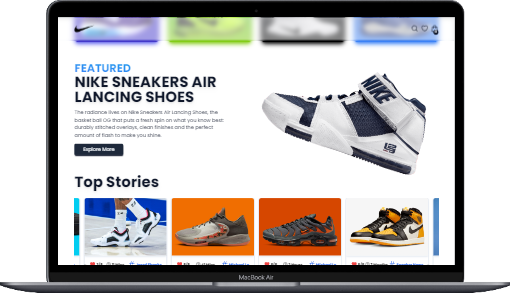 FEATURED
NIKE SNEAKERS AIR
LANCING SHOES
The radiance lives on Nike Sneakers Air Lancing Shoes, the
basketball OG that puts a fresh spin on what you know best:
durably stitched overlays, clean finishes and the perfect
amount of flash to make you shine.
Explore More
NIKE
Top Stories
MacBook Air